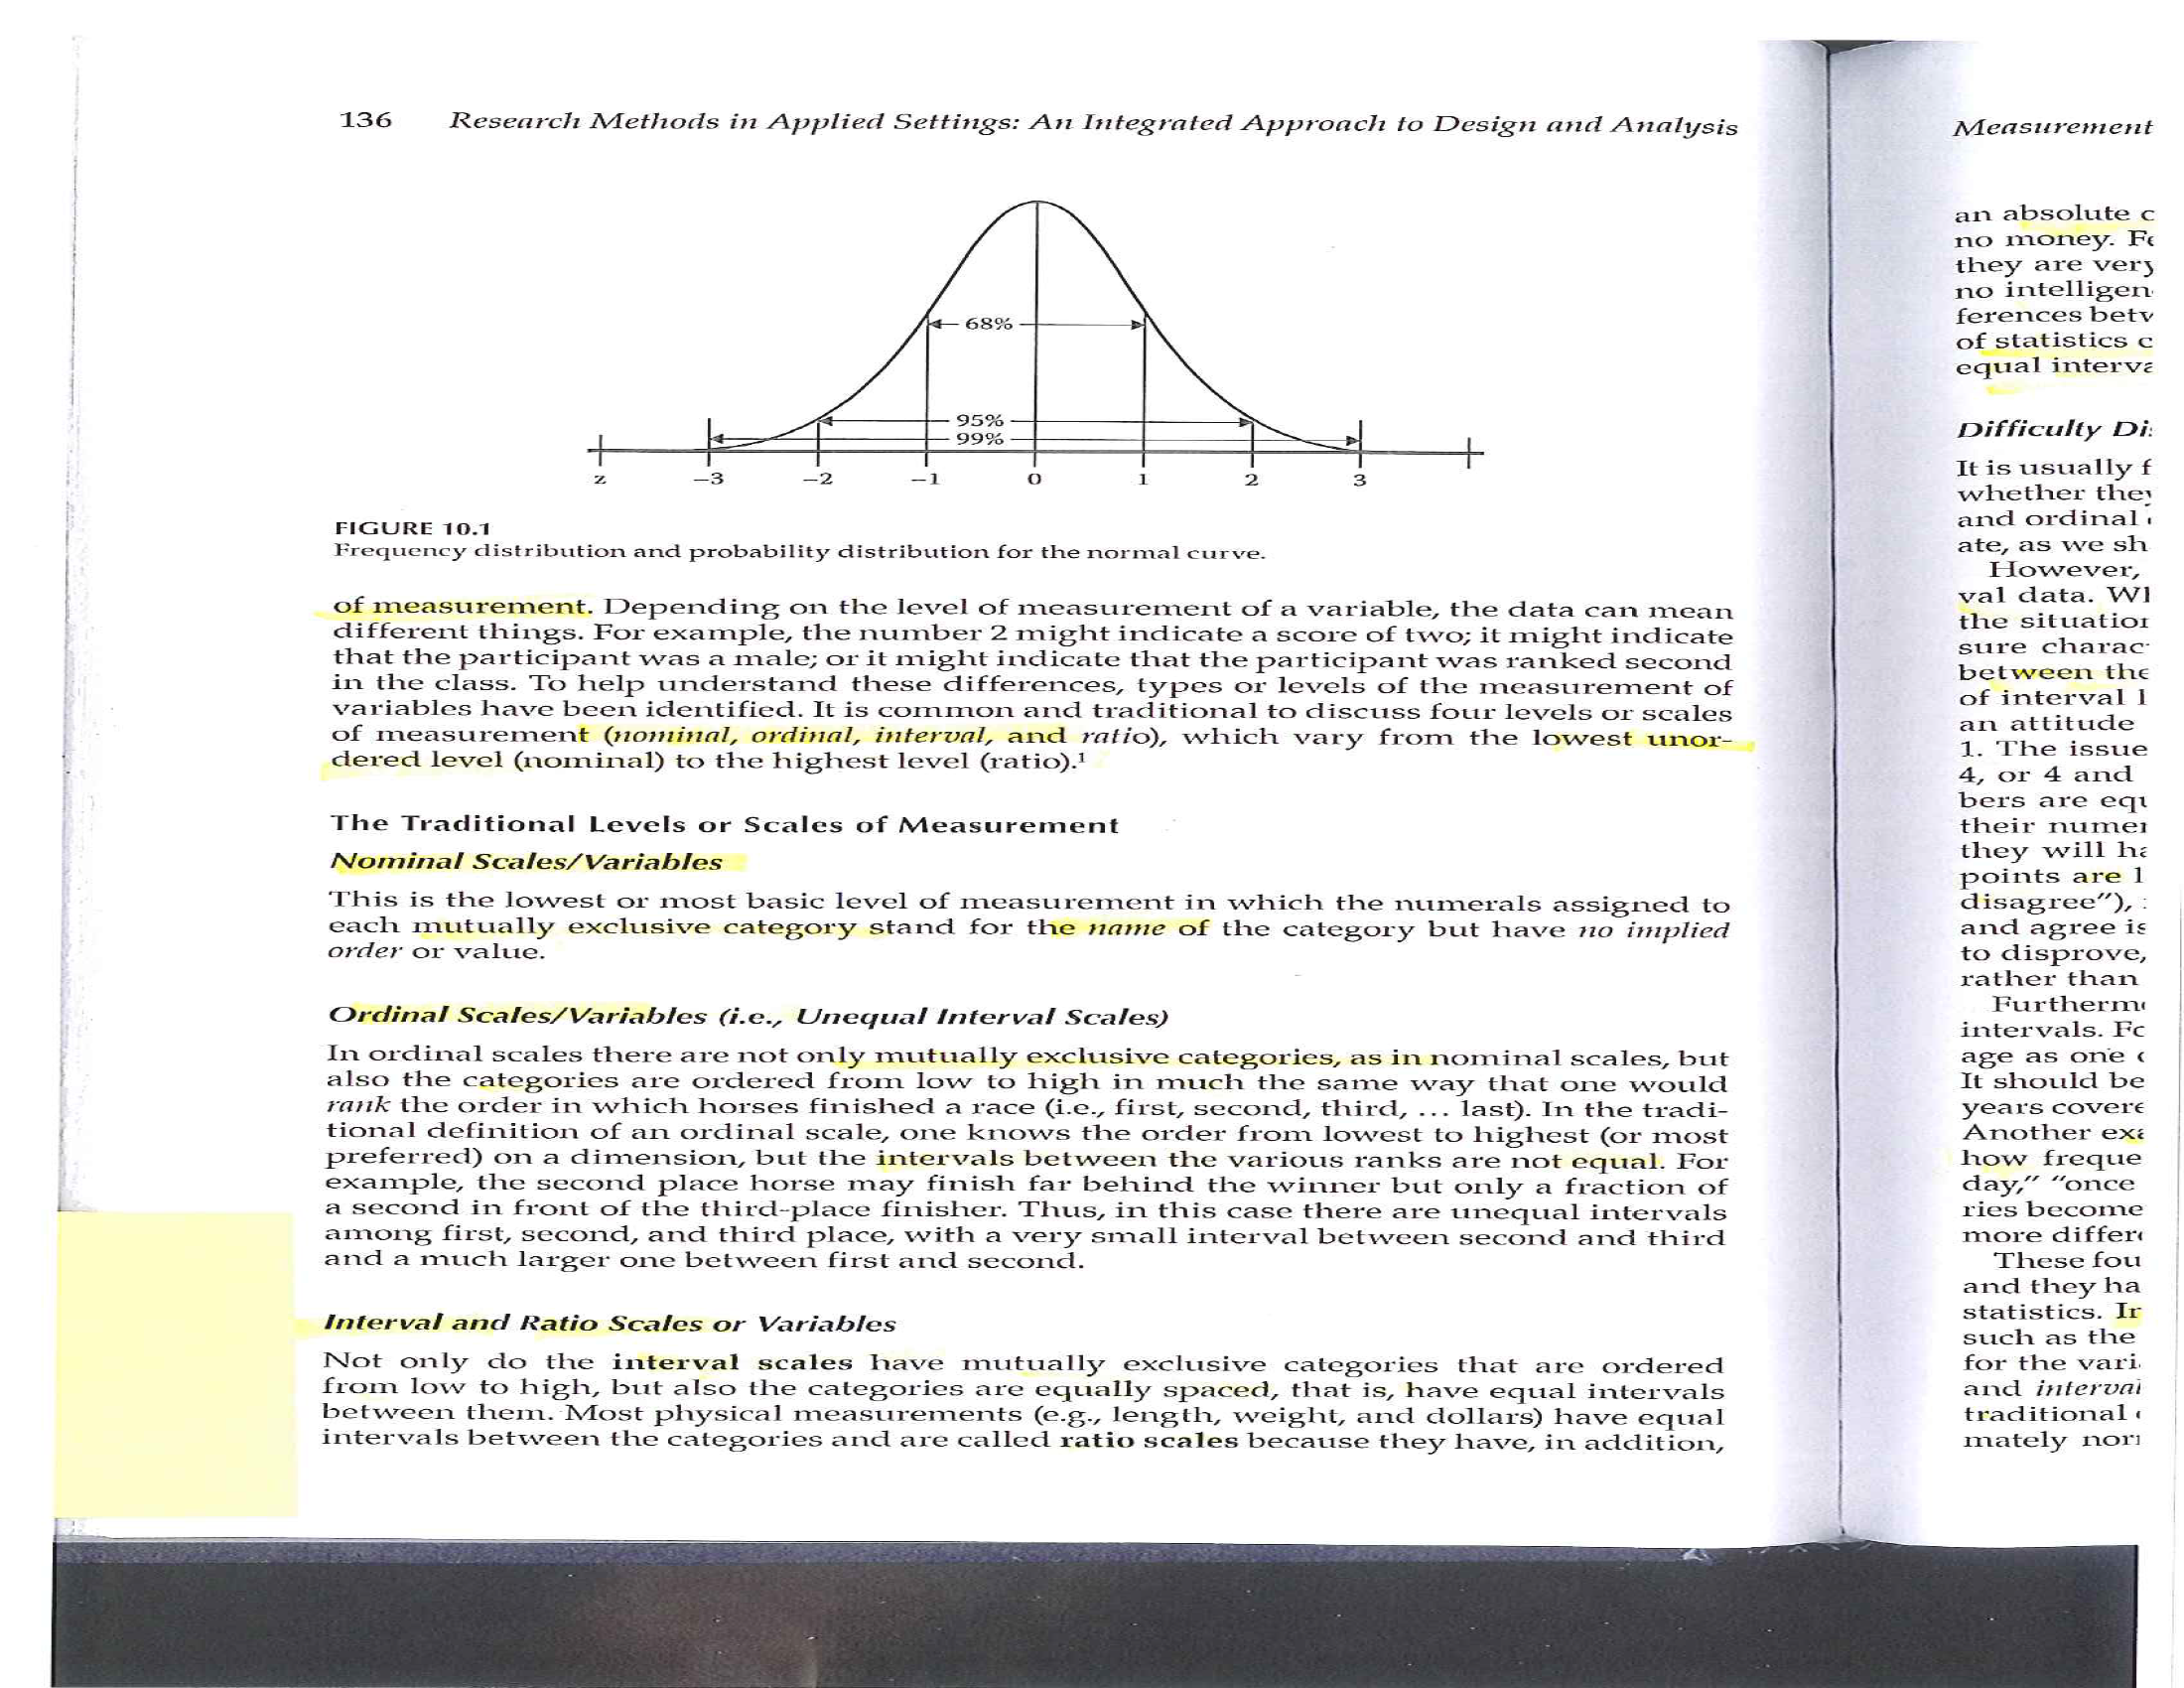 136 Research Methods in Applied Settings: An Integrated Approach to Design and Analysis
68%
95%
99%
z −3 −2 −1 0 1 2 3
FIGURE 10.1
Frequency distribution and probability distribution for the normal curve.
of measurement. Depending on the level of measurement of a variable, the data can mean
different things. For example, the number 2 might indicate a score of two; it might indicate
that the participant was a male; or it might indicate that the participant was ranked second
in the class. To help understand these differences, types or levels of the measurement of
variables have been identified. It is common and traditional to discuss four levels or scales
of measurement (nominal, ordinal, interval, and ratio), which vary from the lowest unor-
dered level (nominal) to the highest level (ratio).¹
The Traditional Levels or Scales of Measurement
Nominal Scales/Variables
This is the lowest or most basic level of measurement in which the numerals assigned to
each mutually exclusive category stand for the name of the category but have no implied
order or value.
Ordinal Scales/Variables (i.e., Unequal Interval Scales)
In ordinal scales there are not only mutually exclusive categories, as in nominal scales, but
also the categories are ordered from low to high in much the same way that one would
rank the order in which horses finished a race (i.e., first, second, third, … last). In the tradi-
tional definition of an ordinal scale, one knows the order from lowest to highest (or most
preferred) on a dimension, but the intervals between the various ranks are not equal. For
example, the second place horse may finish far behind the winner but only a fraction of
a second in front of the third-place finisher. Thus, in this case there are unequal intervals
among first, second, and third place, with a very small interval between second and third
and a much larger one between first and second.
Interval and Ratio Scales or Variables
Not only do the interval scales have mutually exclusive categories that are ordered
from low to high, but also the categories are equally spaced, that is, have equal intervals
between them. Most physical measurements (e.g., length, weight, and dollars) have equal
intervals between the categories and are called ratio scales because they have, in addition,
Measurement
an absolute
no money.
they are
no
ferences
of statistics
equal
Difficulty
It is usually
whether
and ordinal
ate, as we
However,
val data.
the
sure
between
of interval
an attitude
1. The issue
4, or 4 and
bers are
their
they will
points are
disagree"),
and agree
to disprove,
rather than
intervals.
age as one
It should be
years
Another
how
day," "once
ries become
more
These
and they
statistics.
such as the
for the
and
traditional
mately